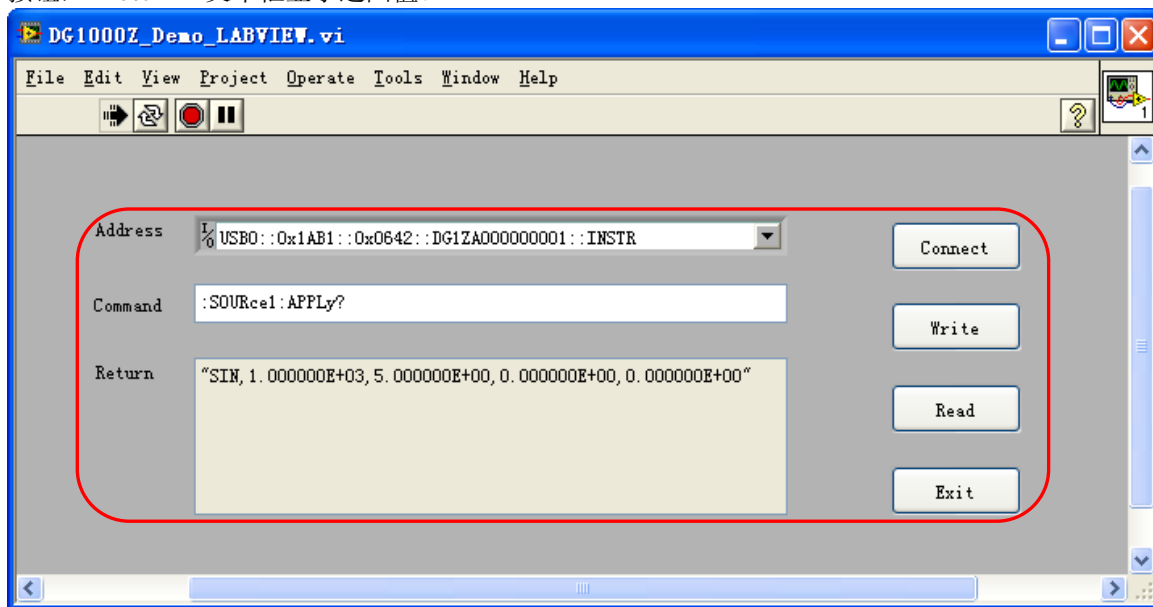 DG1000Z_Demo_LABVIEW.vi
File Edit View Project Operate Tools Window Help
1
Address
USB0::0x1AB1::0x0642::DG1ZA000000001::INSTR
Connect
Command
:SOURce1:APPLy?
Write
Return
"SIN,1.000000E+03,5.000000E+00,0.000000E+00,0.000000E+00"
Read
Exit